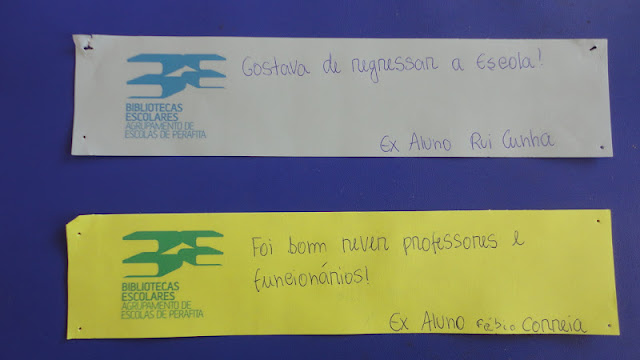 Gostava de regressar a Escola!
BIBLIOTECAS
ESCOLARES
AGRUPAMENTO DE
ESCOLAS DE PERAFITA
Ex Aluno Rui Cunha
Foi bom rever professores e
funcionários!
BIBLIOTECAS
ESCOLARES
AGRUPAMENTO DE
ESCOLAS DE PERAFITA
Ex Aluno Fábio Correia